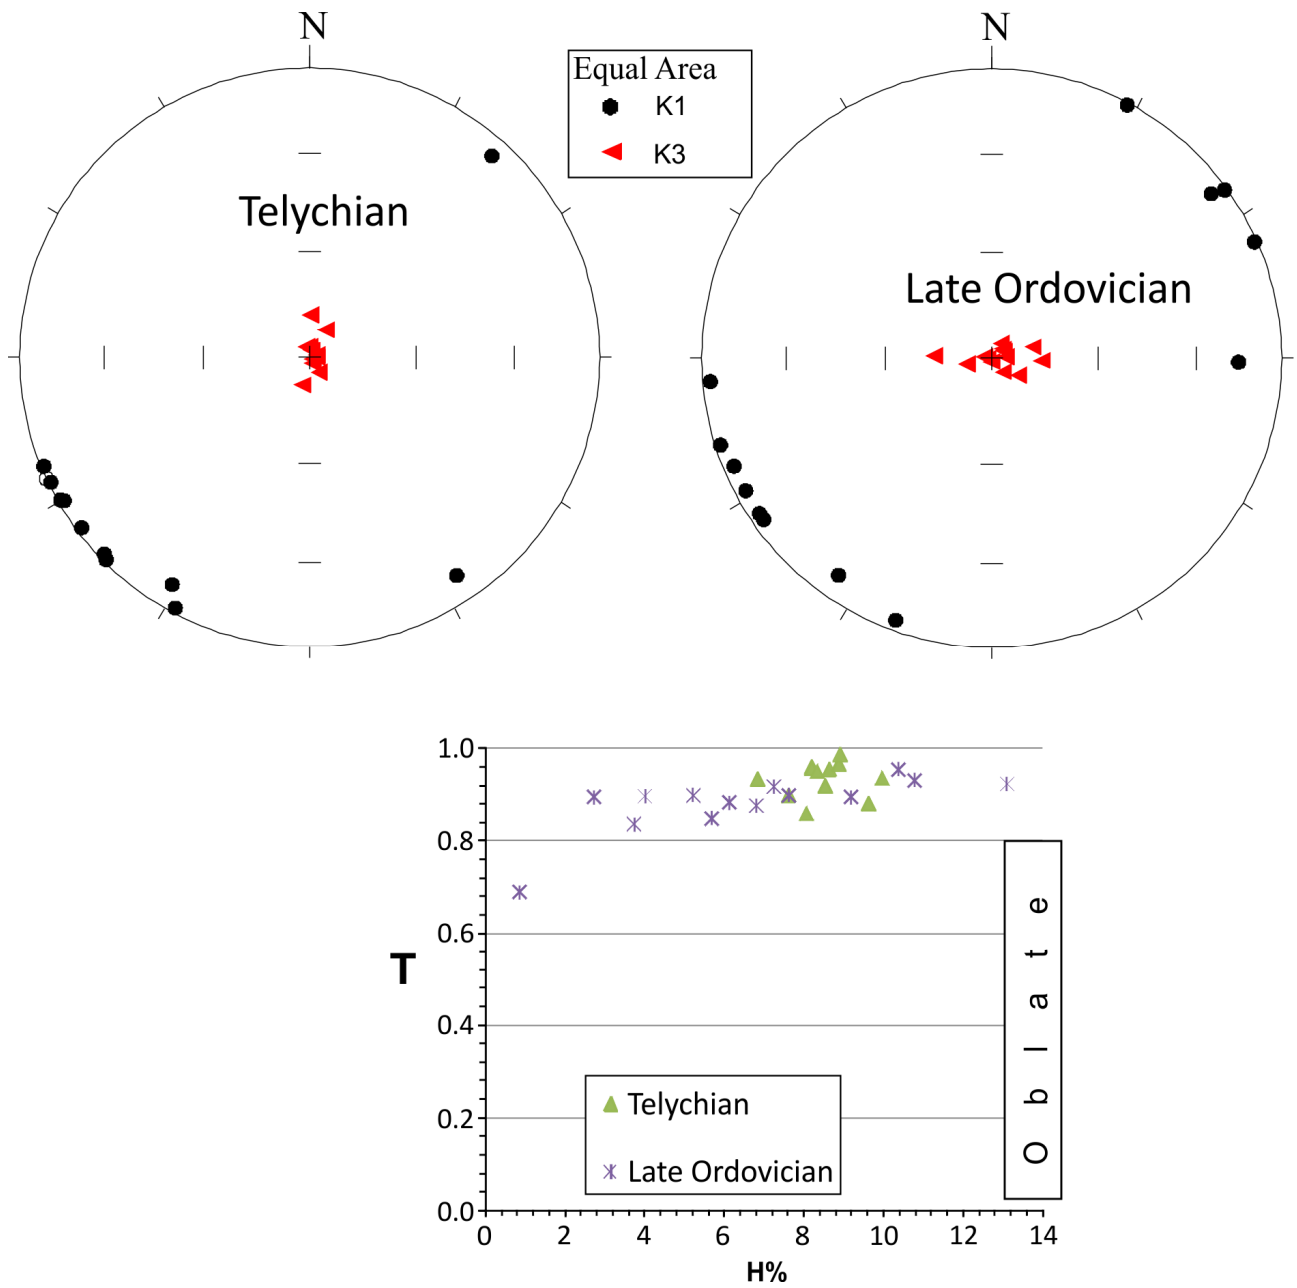 N
N
Equal Area
K1
K3
Telychian
Late Ordovician
1.0
0.8
0.6
0.4
0.2
0.0
T
Oblate
Telychian
Late Ordovician
0 2 4 6 8 10 12 14
H%